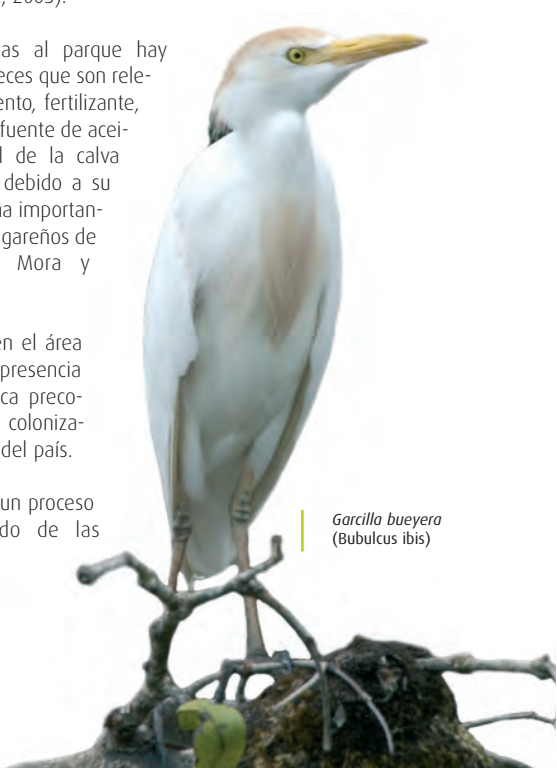 , 2003).
as al parque hay
eces que son rele-
ento, fertilizante,
fuente de acei-
l de la calva
debido a su
na importan-
gareños de
Mora y
en el área
presencia
ca preco-
coloniza-
del país.
un proceso
do de las
Garcilla bueyera
(Bubulcus ibis)